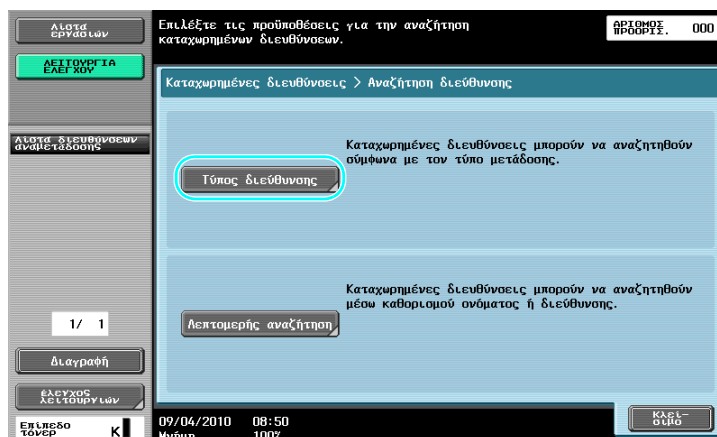 Λίστα
εργασιών
Επιλέξτε τις προϋποθέσεις για την αναζήτηση
καταχωρημένων διευθύνσεων.
ΑΡΙΘΜΟΣ
ΠΡΟΟΡΙΣ.
000
ΛΕΙΤΟΥΡΓΙΑ
ΕΛΕΓΧΟΥ
Καταχωρημένες διευθύνσεις > Αναζήτηση διεύθυνσης
Λίστα διευθύνσεων
αναμετάδοσης
Καταχωρημένες διευθύνσεις μπορούν να αναζητηθούν
σύμφωνα με τον τύπο μετάδοσης.
Τύπος διεύθυνσης
Καταχωρημένες διευθύνσεις μπορούν να αναζητηθούν
μέσω καθορισμού ονόματος ή διεύθυνσης.
Λεπτομερής αναζήτηση
1/ 1
Διαγραφή
έλεγχος
λειτουργιών
Κλεί-
σιμο
Επίπεδο
τόνερ
K
09/04/2010 08:50
Μνήμη 100%